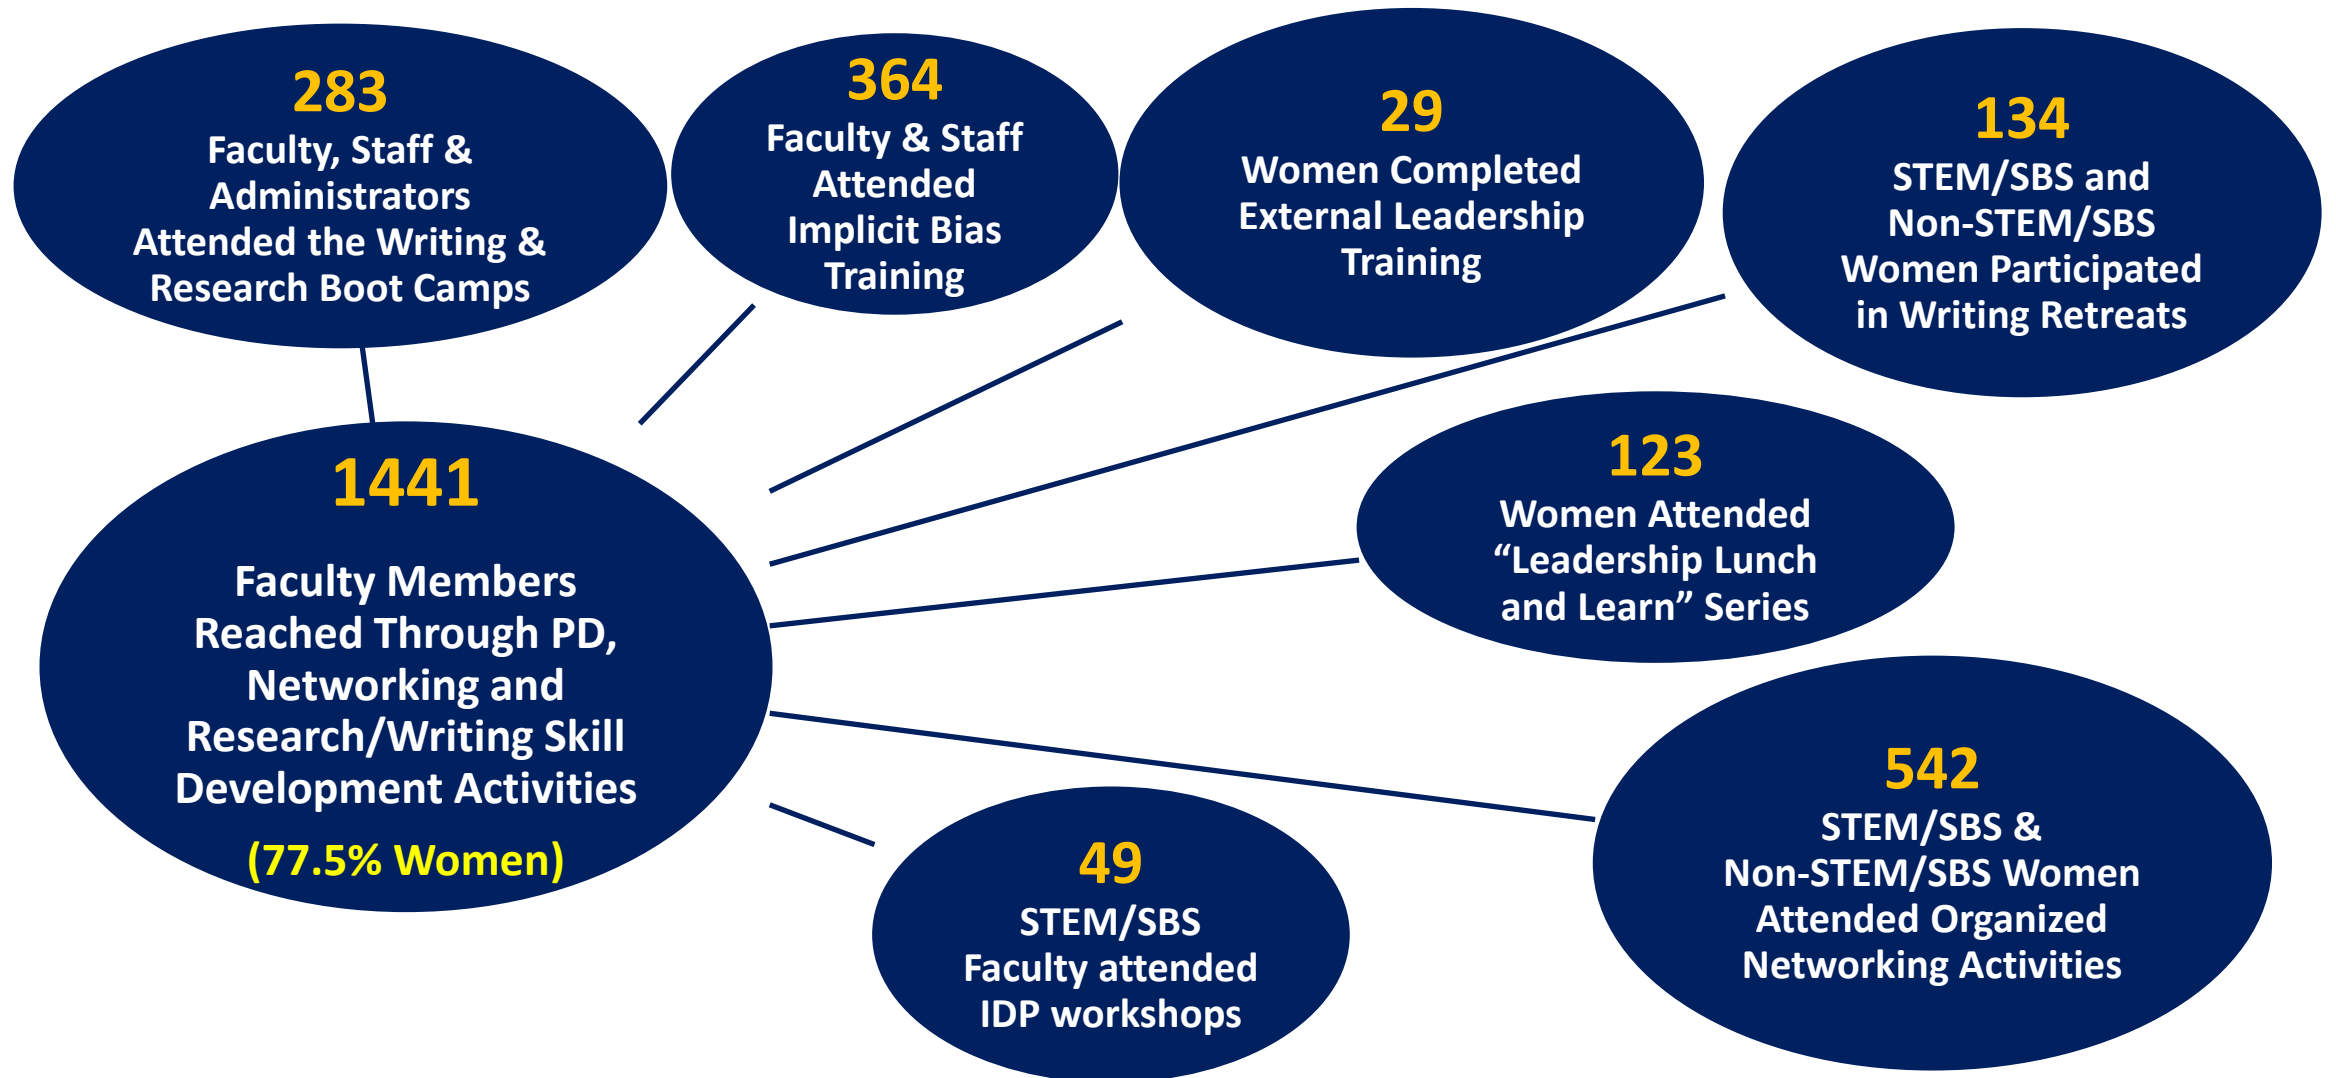 283
Faculty, Staff &
Administrators
Attended the Writing &
Research Boot Camps
364
Faculty & Staff
Attended
Implicit Bias
Training
29
Women Completed
External Leadership
Training
134
STEM/SBS and
Non-STEM/SBS
Women Participated
in Writing Retreats
1441
Faculty Members
Reached Through PD,
Networking and
Research/Writing Skill
Development Activities
(77.5% Women)
123
Women Attended
“Leadership Lunch
and Learn” Series
49
STEM/SBS
Faculty attended
IDP workshops
542
STEM/SBS &
Non-STEM/SBS Women
Attended Organized
Networking Activities